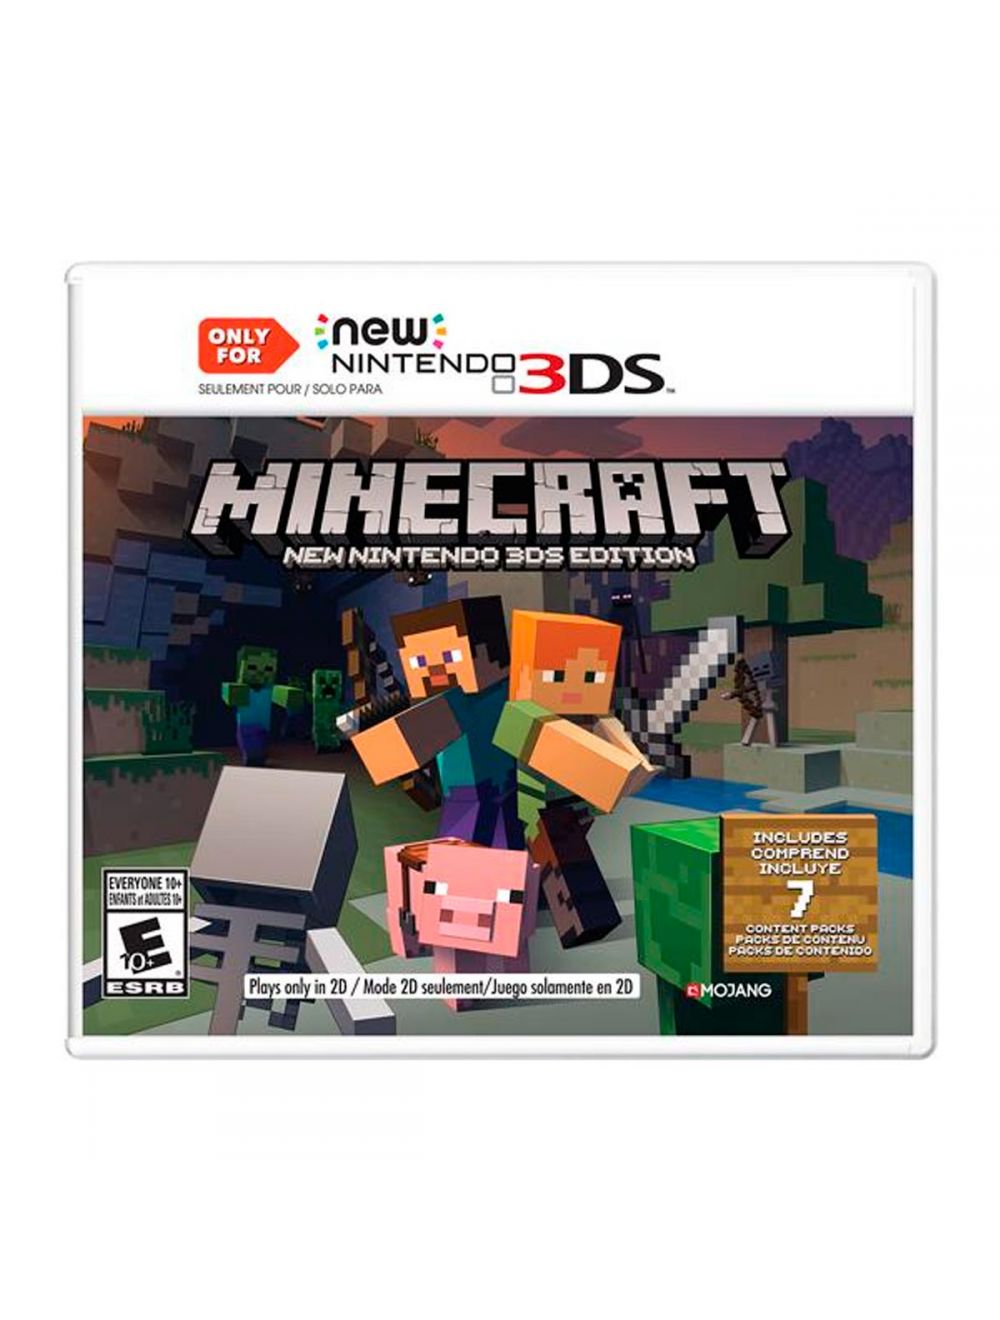 ONLY
FOR
new
NINTENDO 3DS™
SEULEMENT POUR / SOLO PARA
MINECRAFT
NEW NINTENDO 3DS EDITION
INCLUDES
COMPREND
INCLUYE
7
CONTENT PACKS
PACKS DE CONTENU
PACKS DE CONTENIDO
EVERYONE 10+
ENFANTS et ADULTES 10+
E
10+
®
ESRB
Plays only in 2D / Mode 2D seulement/Juego solamente en 2D
MOJANG